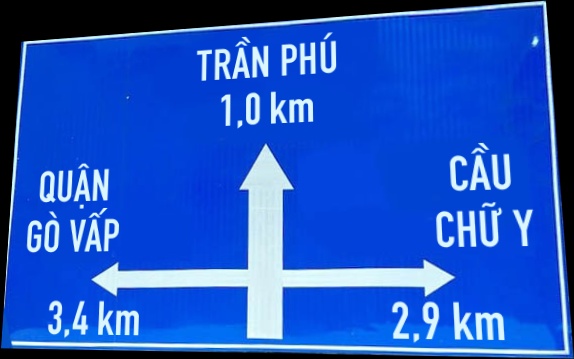 TRẦN PHÚ
1,0 km
QUẬN
GÒ VẤP
3,4 km
CẦU
CHỮ Y
2,9 km